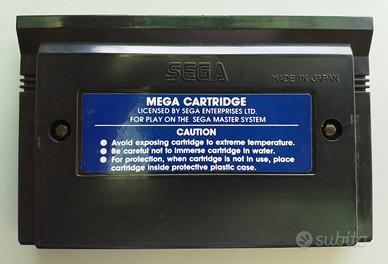 SEGA
MADE IN JAPAN
MEGA CARTRIDGE
LICENSED BY SEGA ENTERPRISES LTD.
FOR PLAY ON THE SEGA MASTER SYSTEM
CAUTION
● Avoid exposing cartridge to extreme temperature.
● Be careful not to immerse cartridge in water.
● For protection, when cartridge is not in use, place
cartridge inside protective plastic case.
subito